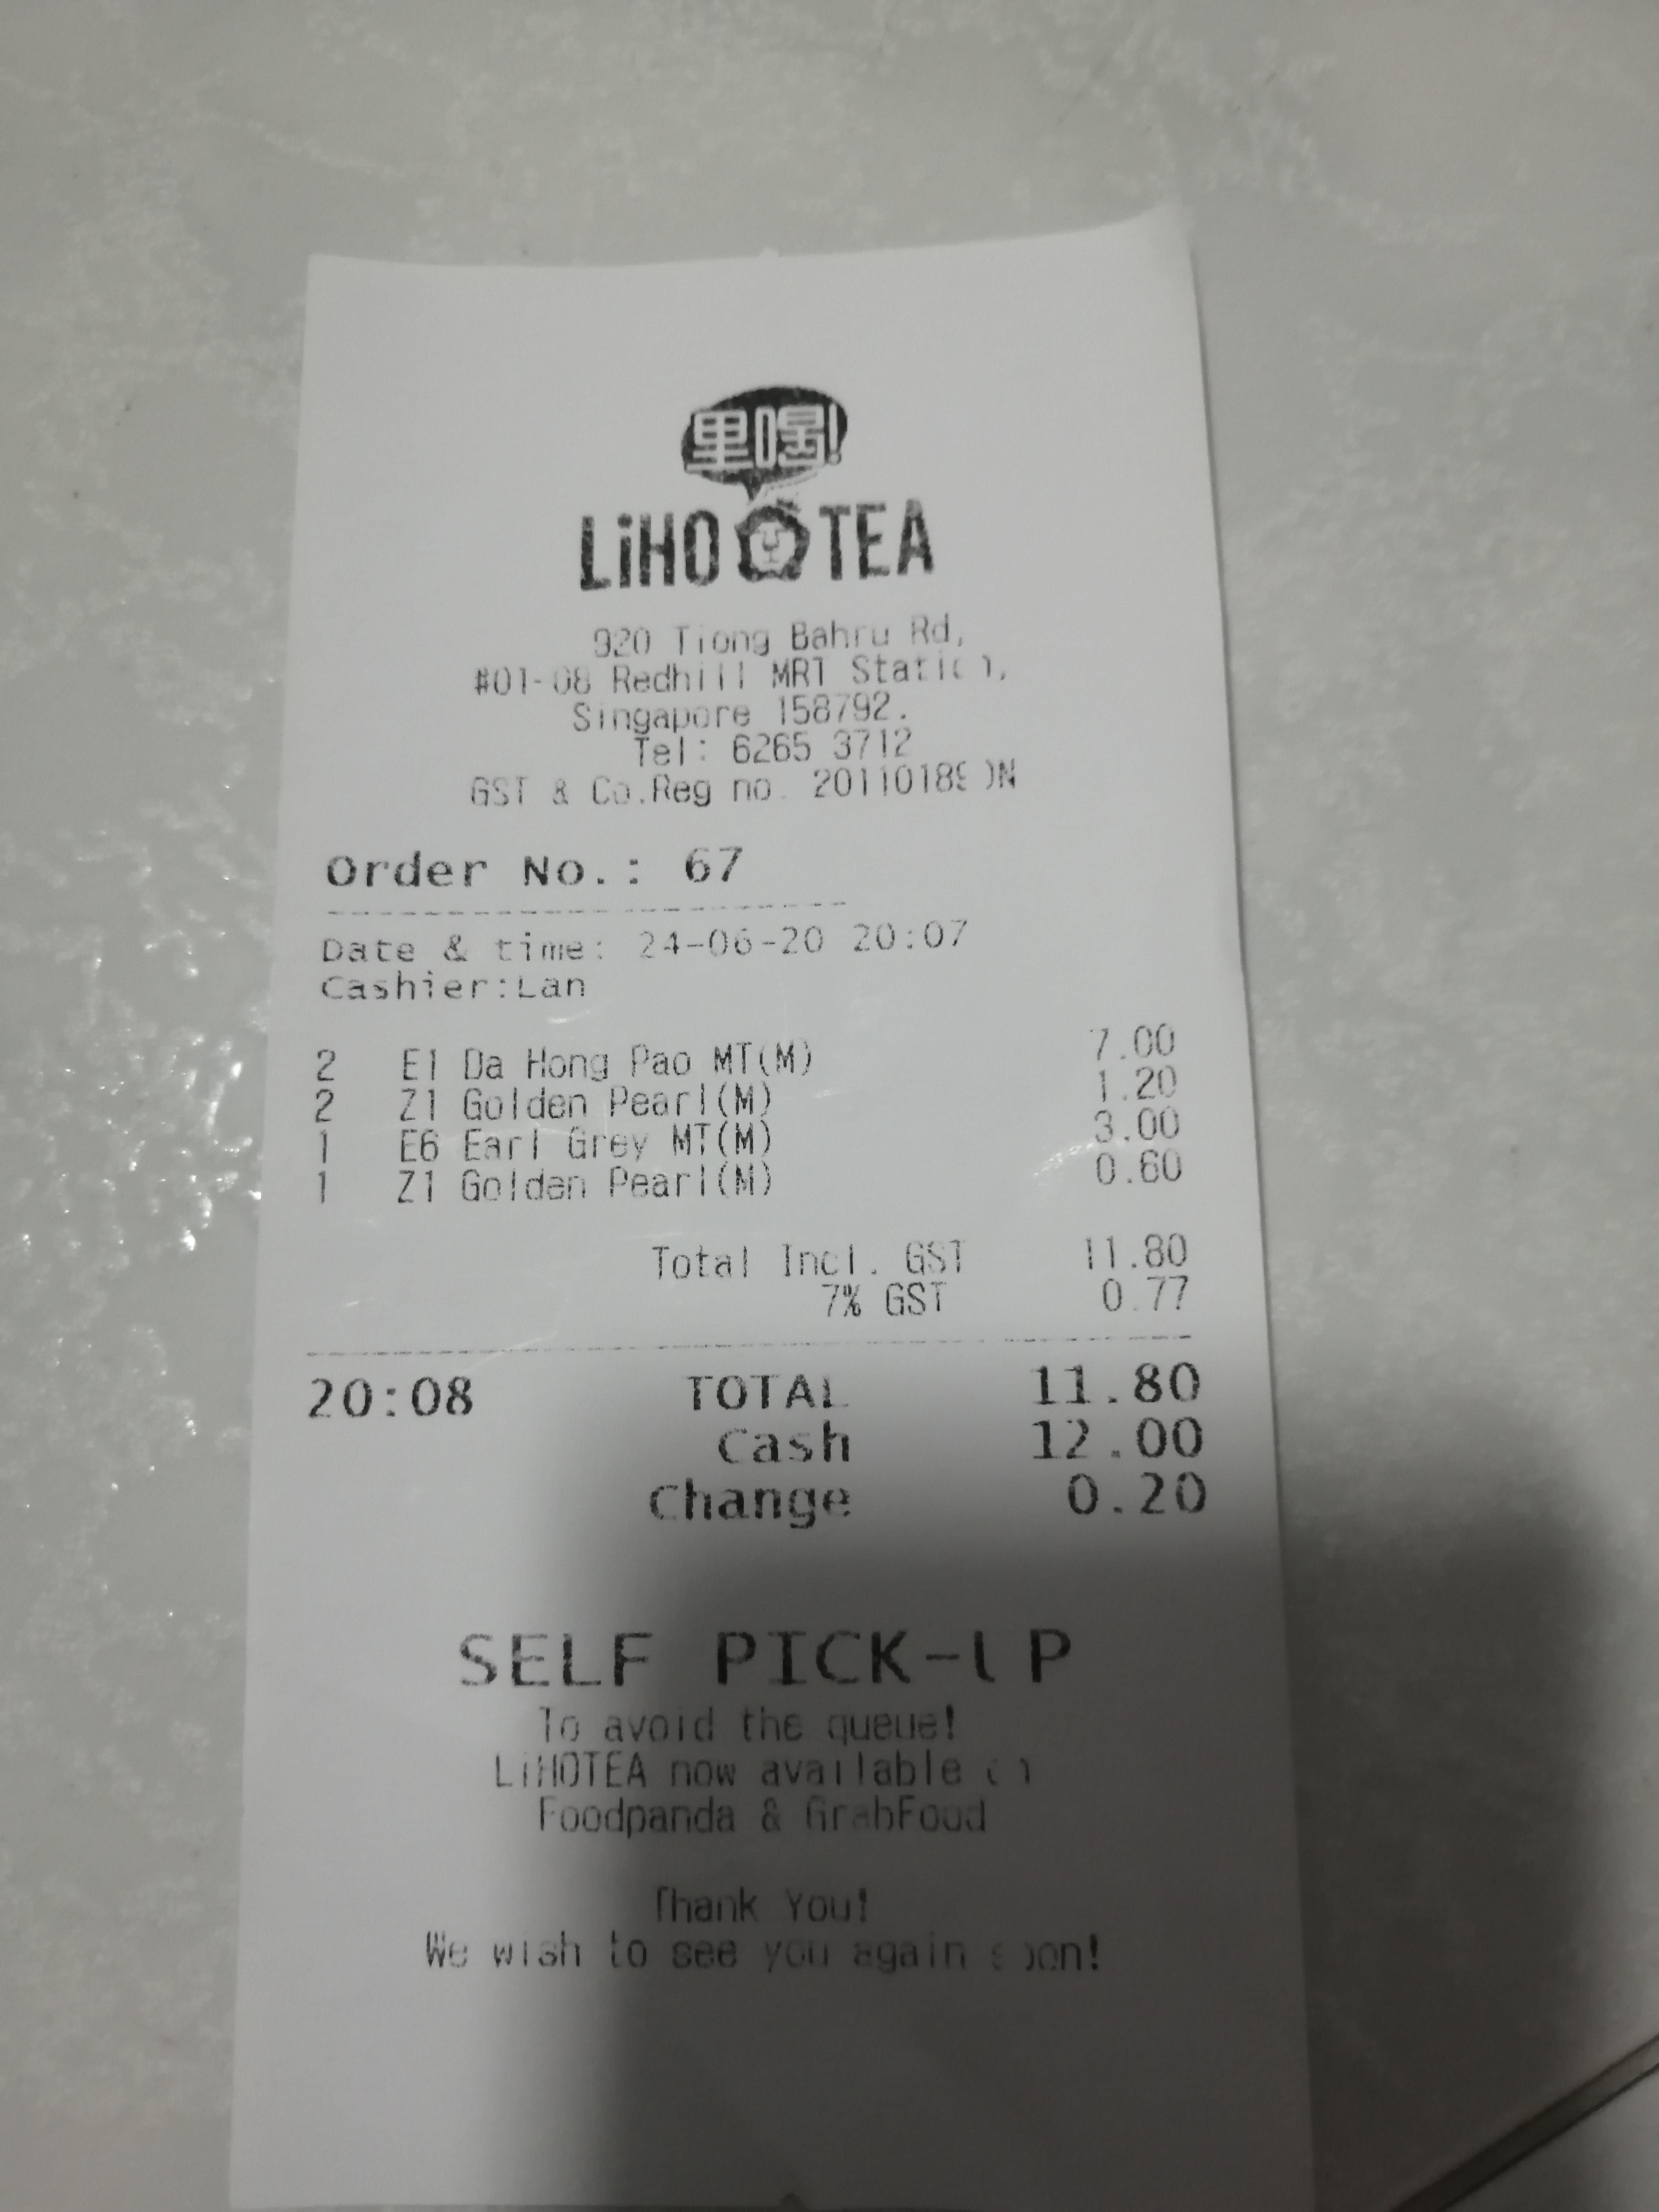 里喝!
LiHO TEA
920 Tiong Bahru Rd,
#01-08 Redhill MRT Station,
Singapore 158792.
Tel: 6265 3712
GST & Co.Reg no.
Order No.: 67
Date & time: 24-06-20 20:07
Cashier:Lan
2 E1 Da Hong Pao MT(M) 7.00
2 Z1 Golden Pearl(M) 1.20
1 E6 Earl Grey MT(M) 3.00
1 Z1 Golden Pearl(M) 0.60
Total Incl. GST 11.80
7% GST 0.77
20:08 TOTAL 11.80
Cash 12.00
Change 0.20
SELF PICK-UP
To avoid the queue!
LiHOTEA now available on
Foodpanda & GrabFood
Thank You!
We wish to see you again soon!